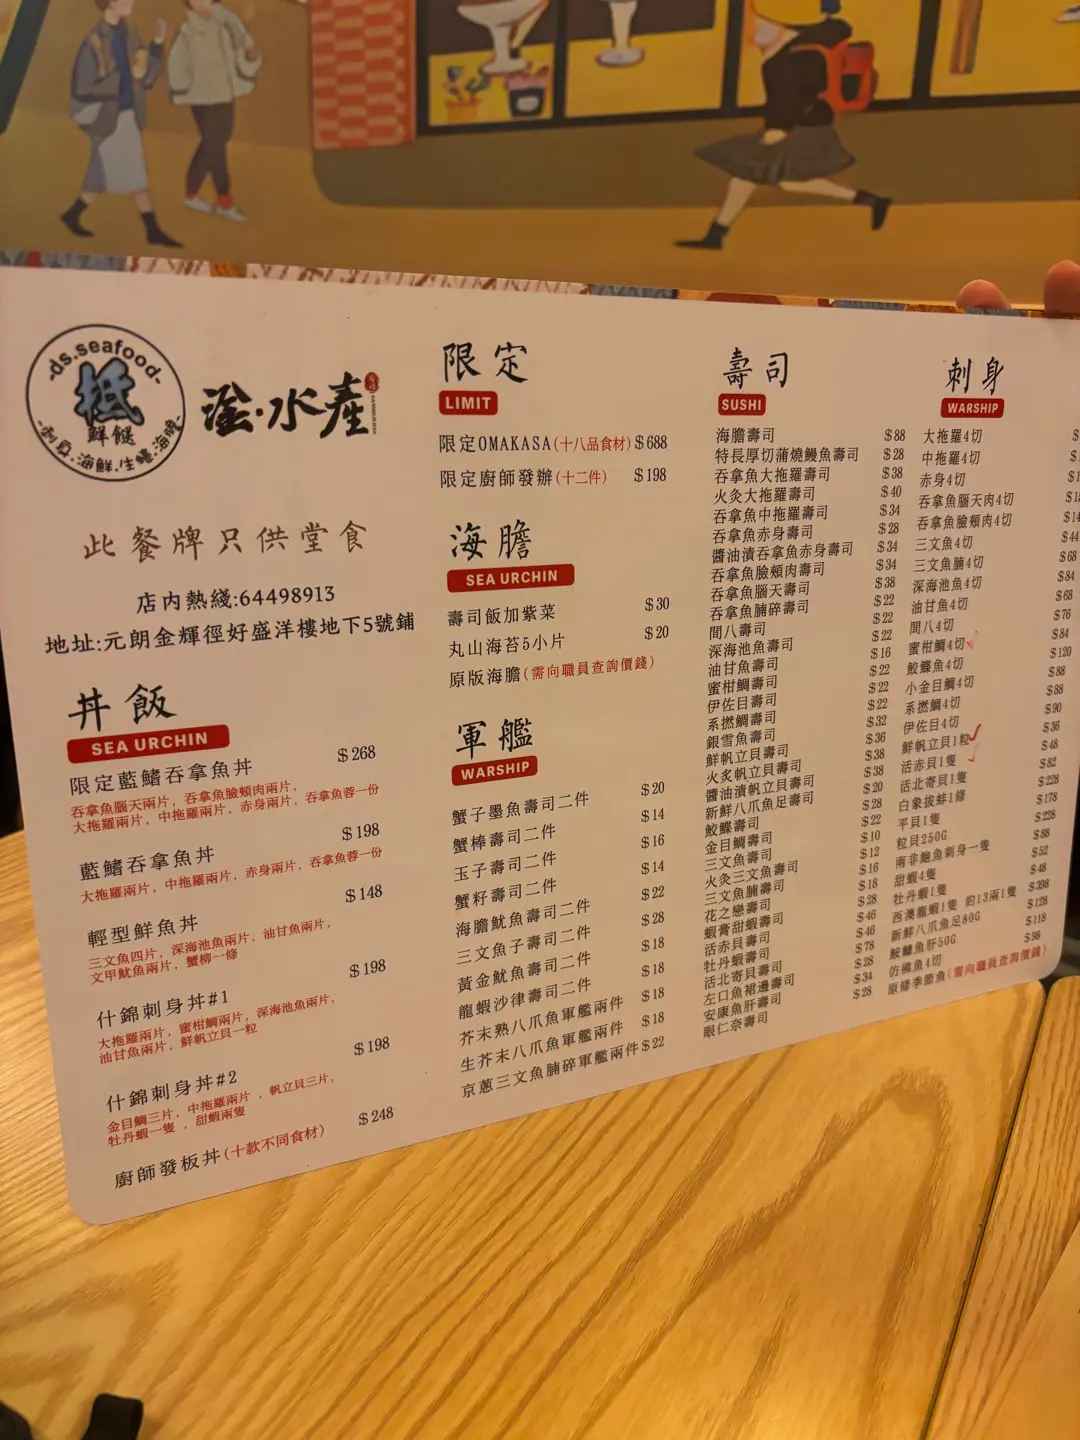 -ds.seafood-
抵
鮮餸
-刺身.海鮮.生蠔.海膽-
滏·水產
此餐牌只供堂食
店內熱綫:64498913
地址:元朗金輝徑好盛洋樓地下5號鋪
丼飯
SEA URCHIN
限定藍鰭吞拿魚丼 $268
吞拿魚腦天兩片，吞拿魚臉頰肉兩片，
大拖羅兩片，中拖羅兩片，赤身兩片，吞拿魚蓉一份
藍鰭吞拿魚丼 $198
大拖羅兩片，中拖羅兩片，赤身兩片，吞拿魚蓉一份
輕型鮮魚丼 $148
三文魚四片，深海池魚兩片，油甘魚兩片，
文甲魷魚兩片，蟹柳一條
什錦刺身丼#1 $198
大拖羅兩片，蜜柑鯛兩片，深海池魚兩片，
油甘魚兩片，鮮帆立貝一粒
什錦刺身丼#2 $198
金目鯛三片，中拖羅兩片，帆立貝三片，
牡丹蝦一隻，甜蝦兩隻
廚師發板丼(十款不同食材) $248
限定
LIMIT
限定OMAKASA(十八品食材) $688
限定廚師發辦(十二件) $198
海膽
SEA URCHIN
壽司飯加紫菜 $30
丸山海苔5小片 $20
原版海膽(需向職員查詢價錢)
軍艦
WARSHIP
蟹子墨魚壽司二件 $20
蟹棒壽司二件 $14
玉子壽司二件 $16
蟹籽壽司二件 $14
海膽魷魚壽司二件 $22
三文魚子壽司二件 $28
黃金魷魚壽司二件 $18
龍蝦沙律壽司二件 $18
芥末熟八爪魚軍艦兩件 $18
生芥末八爪魚軍艦兩件 $18
京蔥三文魚腩碎軍艦兩件 $22
壽司
SUSHI
海膽壽司 $88
特長厚切蒲燒鰻魚壽司 $28
吞拿魚大拖羅壽司 $38
火灸大拖羅壽司 $40
吞拿魚中拖羅壽司 $34
吞拿魚赤身壽司 $28
醬油漬吞拿魚赤身壽司 $34
吞拿魚臉頰肉壽司 $34
吞拿魚腦天壽司 $38
吞拿魚腩碎壽司 $22
間八壽司 $22
深海池魚壽司 $22
油甘魚壽司 $16
蜜柑鯛壽司 $22
伊佐目壽司 $22
系撚鯛壽司 $22
銀雪魚壽司 $32
鮮帆立貝壽司 $36
火炙帆立貝壽司 $38
醬油漬帆立貝壽司 $38
新鮮八爪魚足壽司 $20
鮫鰈壽司 $28
金目鯛壽司 $22
三文魚壽司 $10
火灸三文魚壽司 $12
三文魚腩壽司 $16
花之戀壽司 $18
蝦膏甜蝦壽司 $28
活赤貝壽司 $46
牡丹蝦壽司 $46
活北寄貝壽司 $78
左口魚裙邊壽司 $28
安康魚肝壽司 $34
眼仁奈壽司 $28
刺身
WARSHIP
大拖羅4切
中拖羅4切
赤身4切
吞拿魚腦天肉4切
吞拿魚臉頰肉4切
三文魚4切 $44
三文魚腩4切 $68
深海池魚4切 $84
油甘魚4切 $68
間八4切 $76
蜜柑鯛4切 $84
鮫鰈魚4切 $120
小金目鯛4切 $88
系撚鯛4切 $88
伊佐目4切 $90
鮮帆立貝1粒 $36
活赤貝1隻 $48
活北寄貝1隻 $82
白象拔蚌1條 $228
平貝1隻 $178
粒貝250G $228
南非鮑魚刺身一隻 $88
甜蝦4隻 $52
牡丹蝦1隻 $48
西澳龍蝦1隻 約13兩1隻 $398
新鮮八爪魚足80G $128
鮟鱇魚肝50G $118
彷彿魚4切 $98
原條季節魚(需向職員查詢價錢)